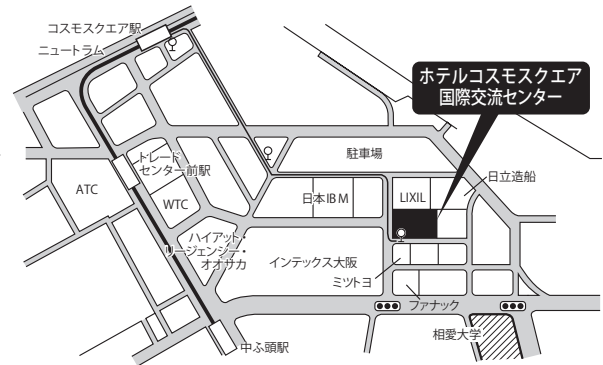 コスモスクエア駅
ニュートラム
ホテルコスモスクエア
国際交流センター
トレード
センター前駅
駐車場
日立造船
ATC
WTC
日本IBM
LIXIL
ハイアット・
リージェンシー・
オオサカ
インテックス大阪
ミツトヨ
ファナック
相愛大学
中ふ頭駅